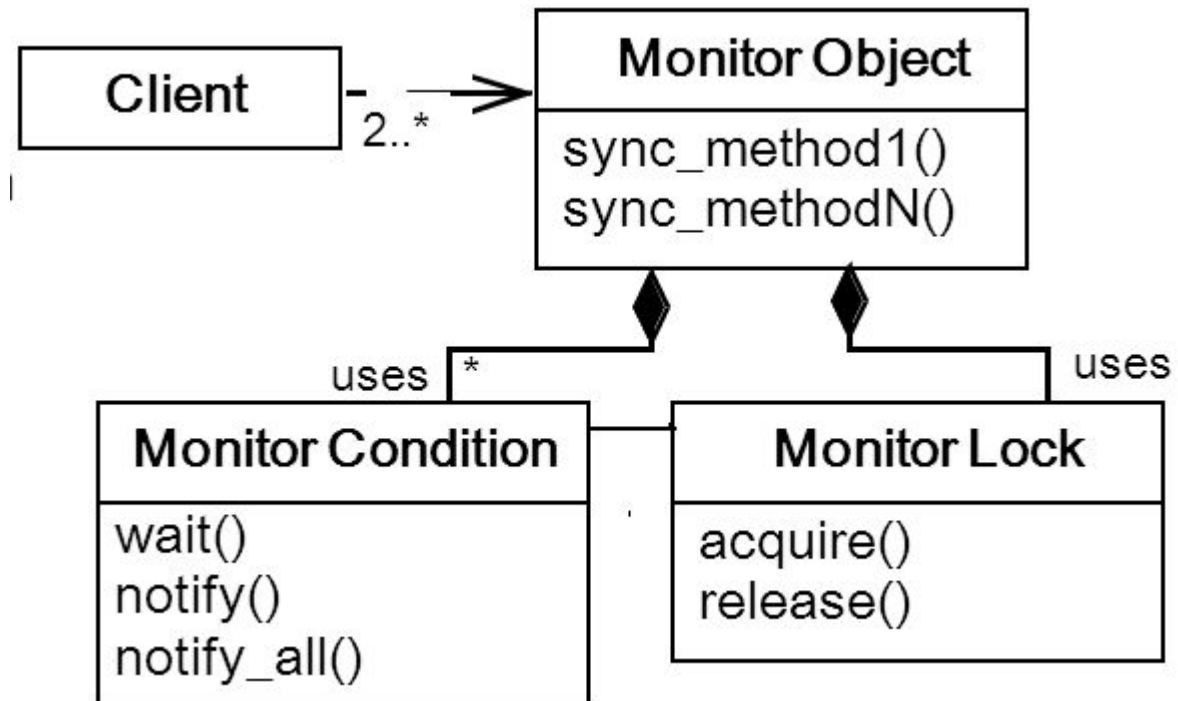 Client
2..*
Monitor Object
sync_method1()
sync_methodN()
uses
*
uses
Monitor Condition
wait()
notify()
notify_all()
Monitor Lock
acquire()
release()